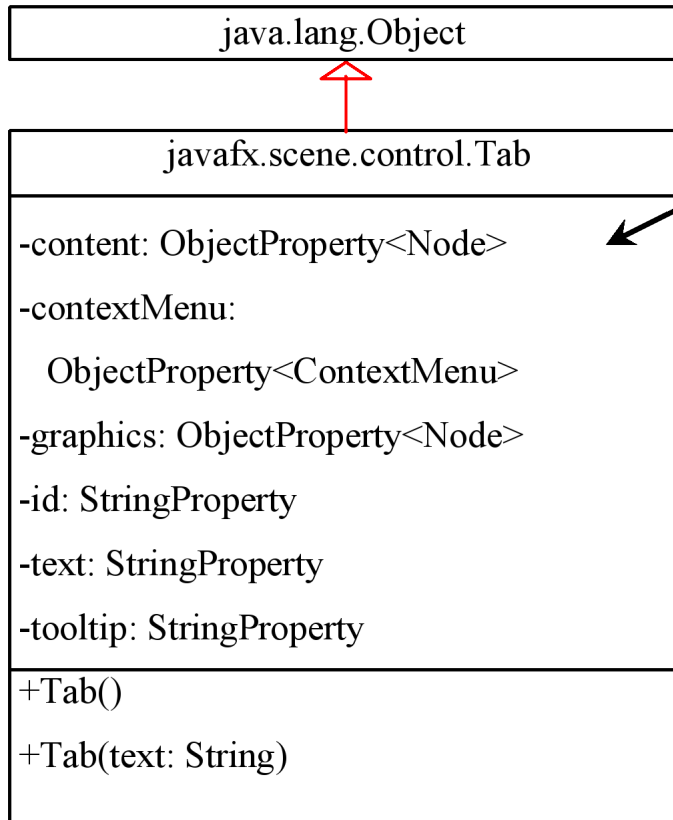 java.lang.Object
javafx.scene.control.Tab
-content: ObjectProperty<Node>
-contextMenu:
ObjectProperty<ContextMenu>
-graphics: ObjectProperty<Node>
-id: StringProperty
-text: StringProperty
-tooltip: StringProperty
+Tab()
+Tab(text: String)